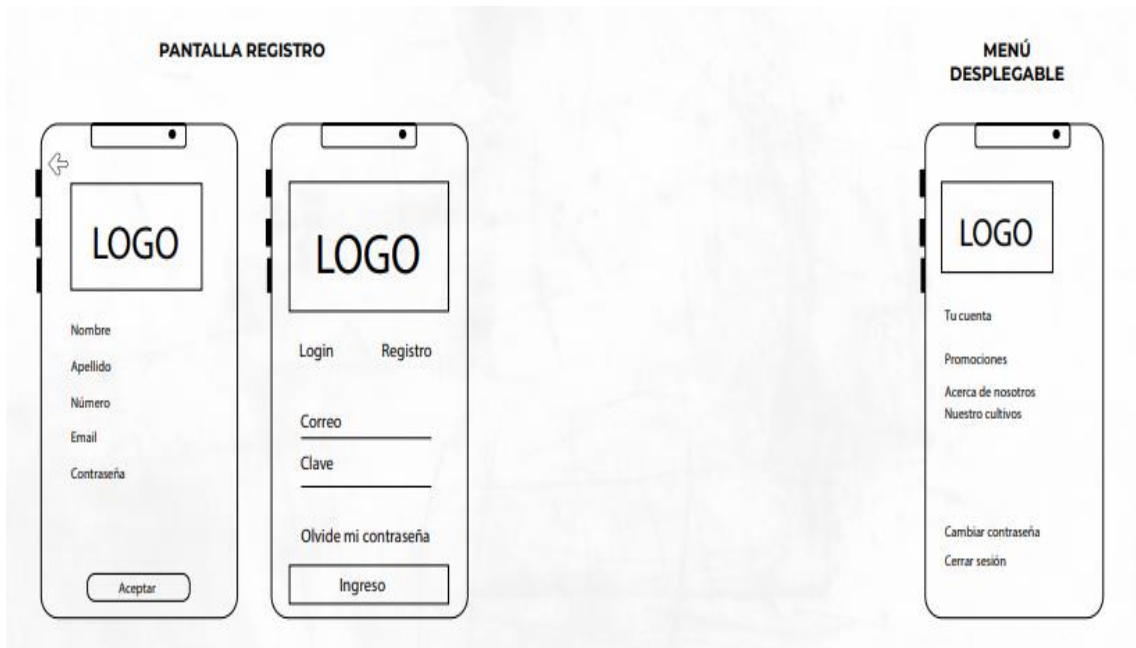 PANTALLA REGISTRO
LOGO
Nombre
Apellido
Número
Email
Contraseña
Aceptar
LOGO
Login Registro
Correo
Clave
Olvide mi contraseña
Ingreso
MENÚ
DESPLEGABLE
LOGO
Tu cuenta
Promociones
Acerca de nosotros
Nuestro cultivos
Cambiar contraseña
Cerrar sesión